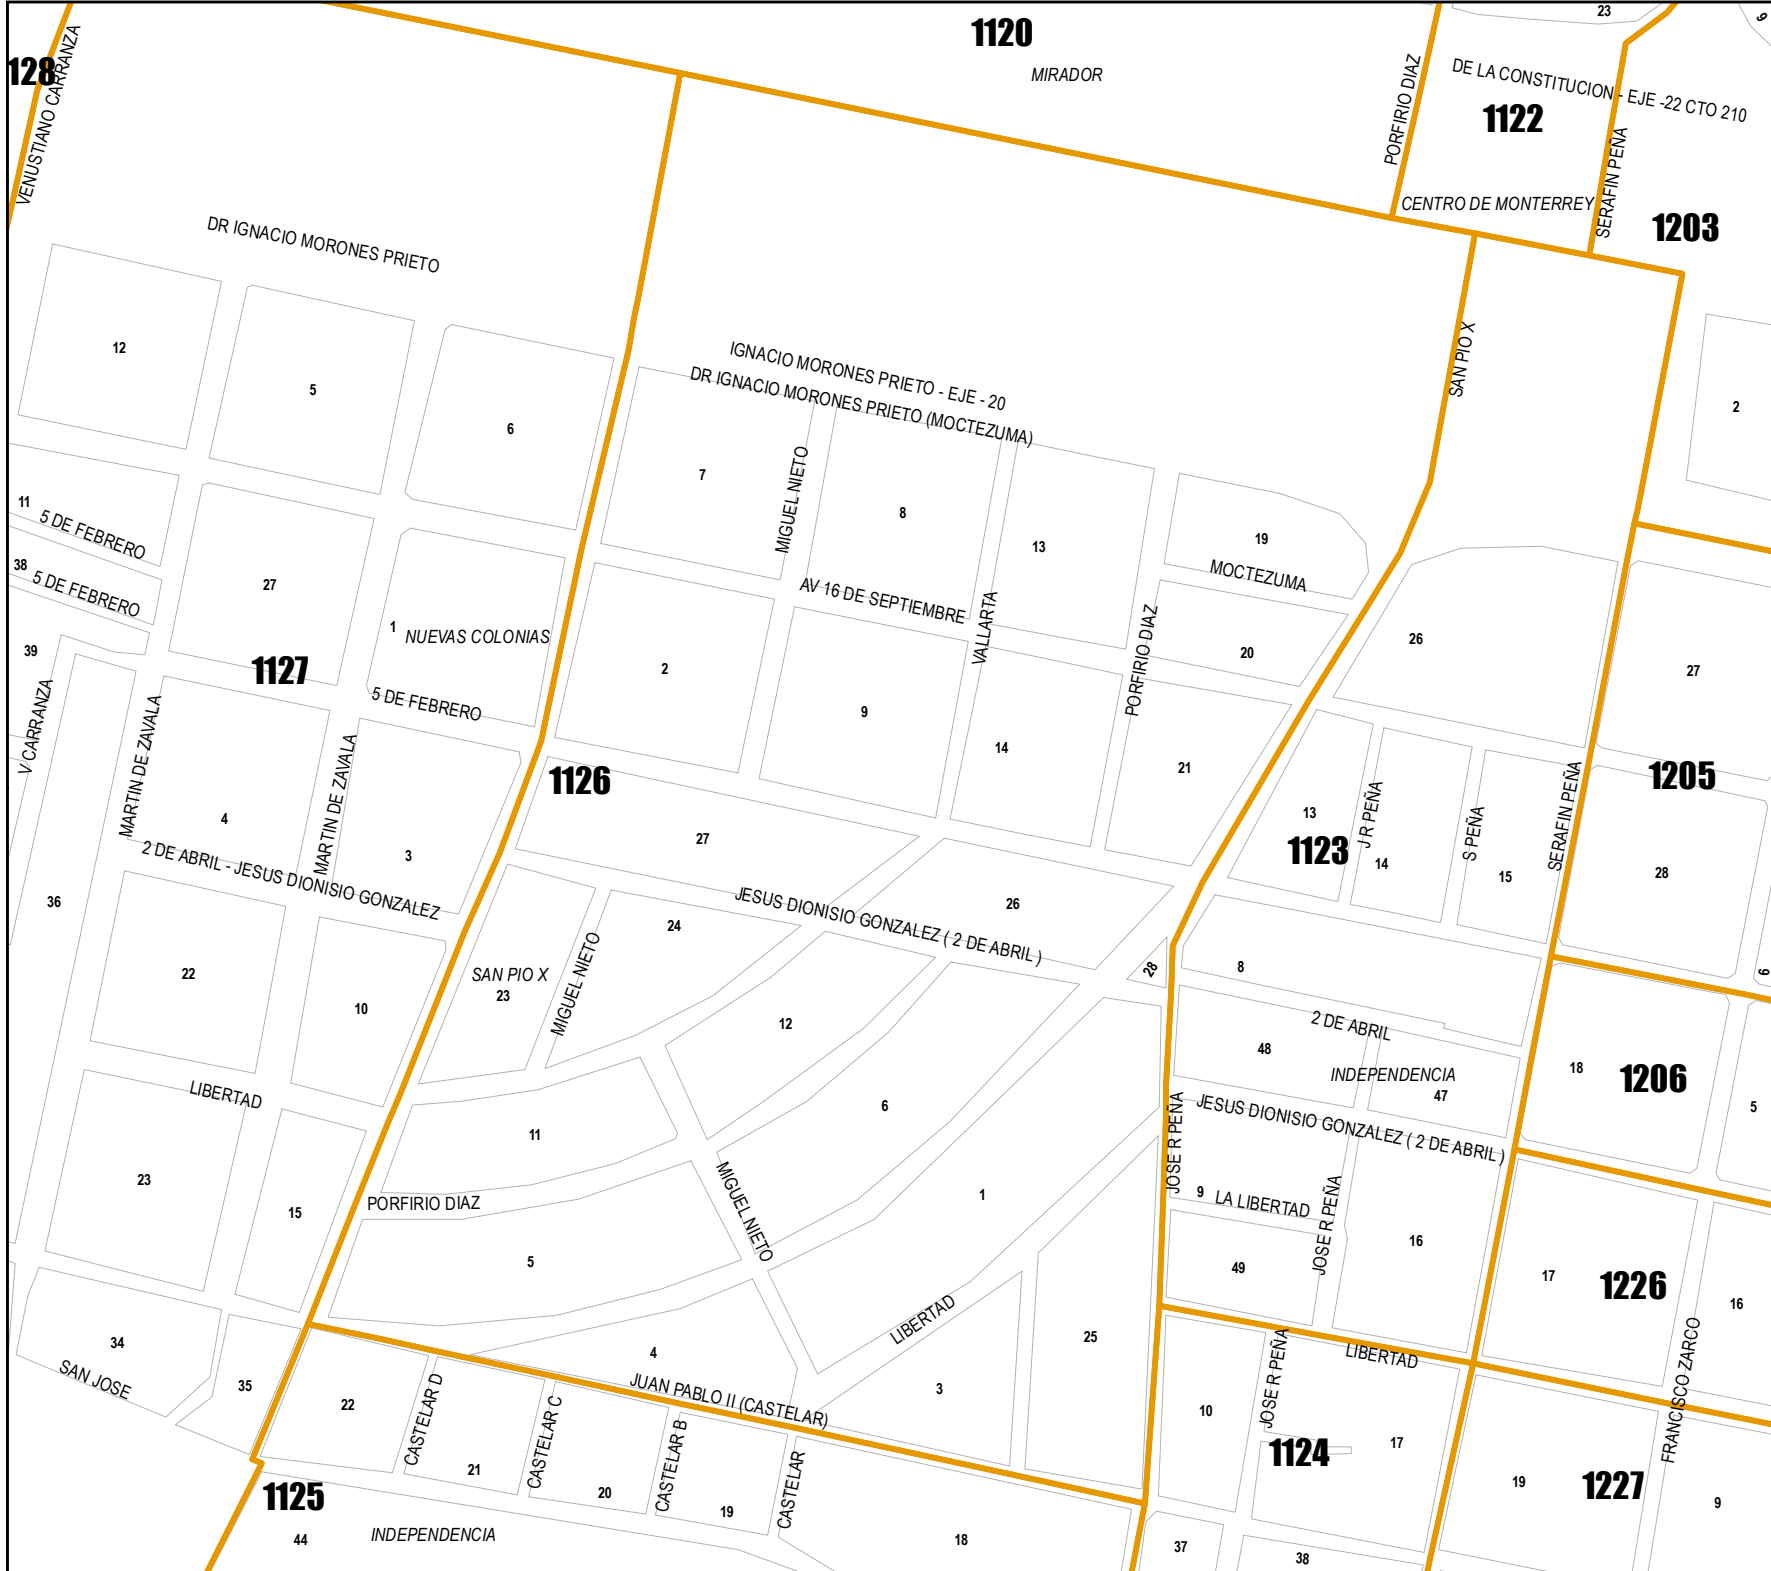 23
9
1120
MIRADOR
128
VENUSTIANO CARRANZA
PORFIRIO DIAZ
DE LA CONSTITUCION - EJE -22 CTO 210
1122
SERAFIN PEÑA
CENTRO DE MONTERREY
1203
DR IGNACIO MORONES PRIETO
12
5
6
IGNACIO MORONES PRIETO - EJE - 20
DR IGNACIO MORONES PRIETO (MOCTEZUMA)
SAN PIO X
2
7
MIGUEL NIETO
8
13
19
MOCTEZUMA
11
5 DE FEBRERO
38
5 DE FEBRERO
27
1
NUEVAS COLONIAS
AV 16 DE SEPTIEMBRE
VALLARTA
PORFIRIO DIAZ
20
26
27
39
1127
2
9
14
21
V CARRANZA
MARTIN DE ZAVALA
MARTIN DE ZAVALA
5 DE FEBRERO
1126
1205
4
3
27
13
1123
J R PEÑA
14
S PEÑA
15
SERAFIN PEÑA
28
2 DE ABRIL - JESUS DIONISIO GONZALEZ
36
22
10
SAN PIO X
23
MIGUEL NIETO
24
JESUS DIONISIO GONZALEZ ( 2 DE ABRIL )
26
28
8
6
12
2 DE ABRIL
48
INDEPENDENCIA
47
18
1206
5
LIBERTAD
11
6
JOSE R PEÑA
JESUS DIONISIO GONZALEZ ( 2 DE ABRIL )
23
15
PORFIRIO DIAZ
MIGUEL NIETO
1
9
LA LIBERTAD
JOSE R PEÑA
16
5
49
17
1226
16
34
SAN JOSE
35
4
LIBERTAD
25
JOSE R PEÑA
LIBERTAD
FRANCISCO ZARCO
22
CASTELAR D
CASTELAR C
JUAN PABLO II (CASTELAR)
3
10
17
1124
21
20
CASTELAR B
19
CASTELAR
1125
44
INDEPENDENCIA
18
37
38
19
1227
9